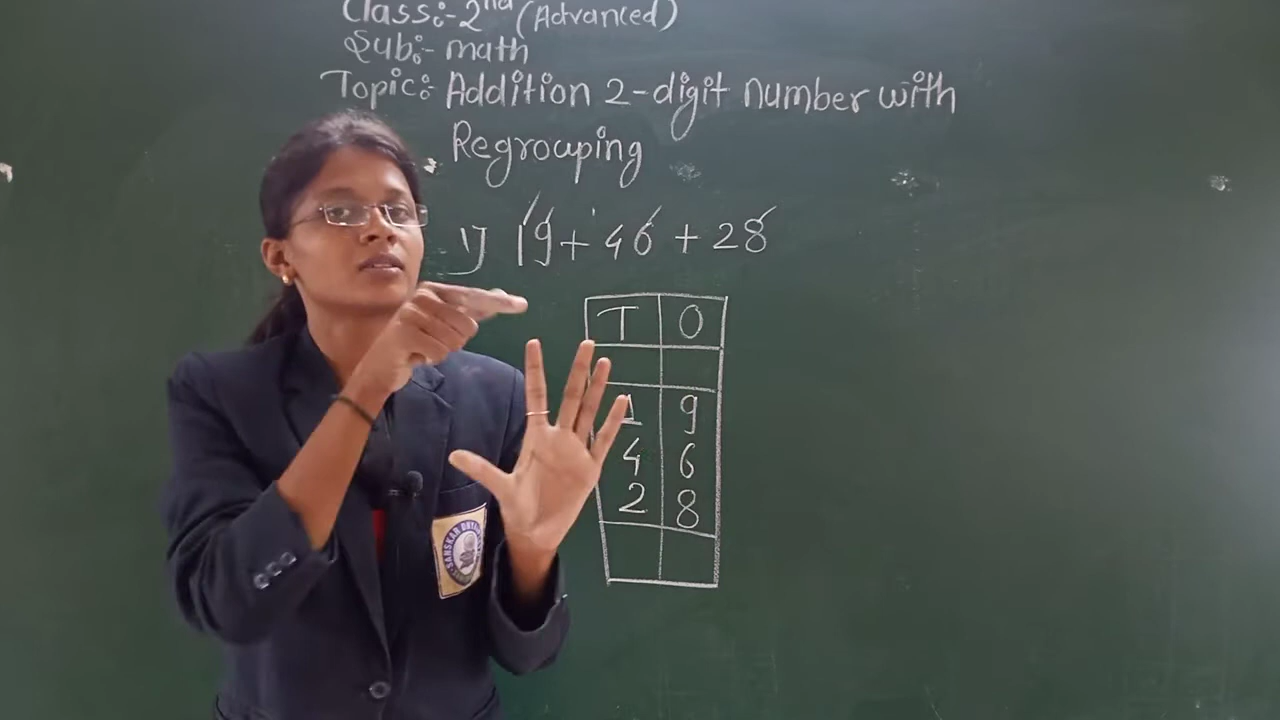 Class:-2nd (Advanced)
Sub:- math
Topic:- Addition 2-digit number with
Regrouping
1) 19+ 46 + 28
T O
1 9
4 6
2 8
SANSKAR